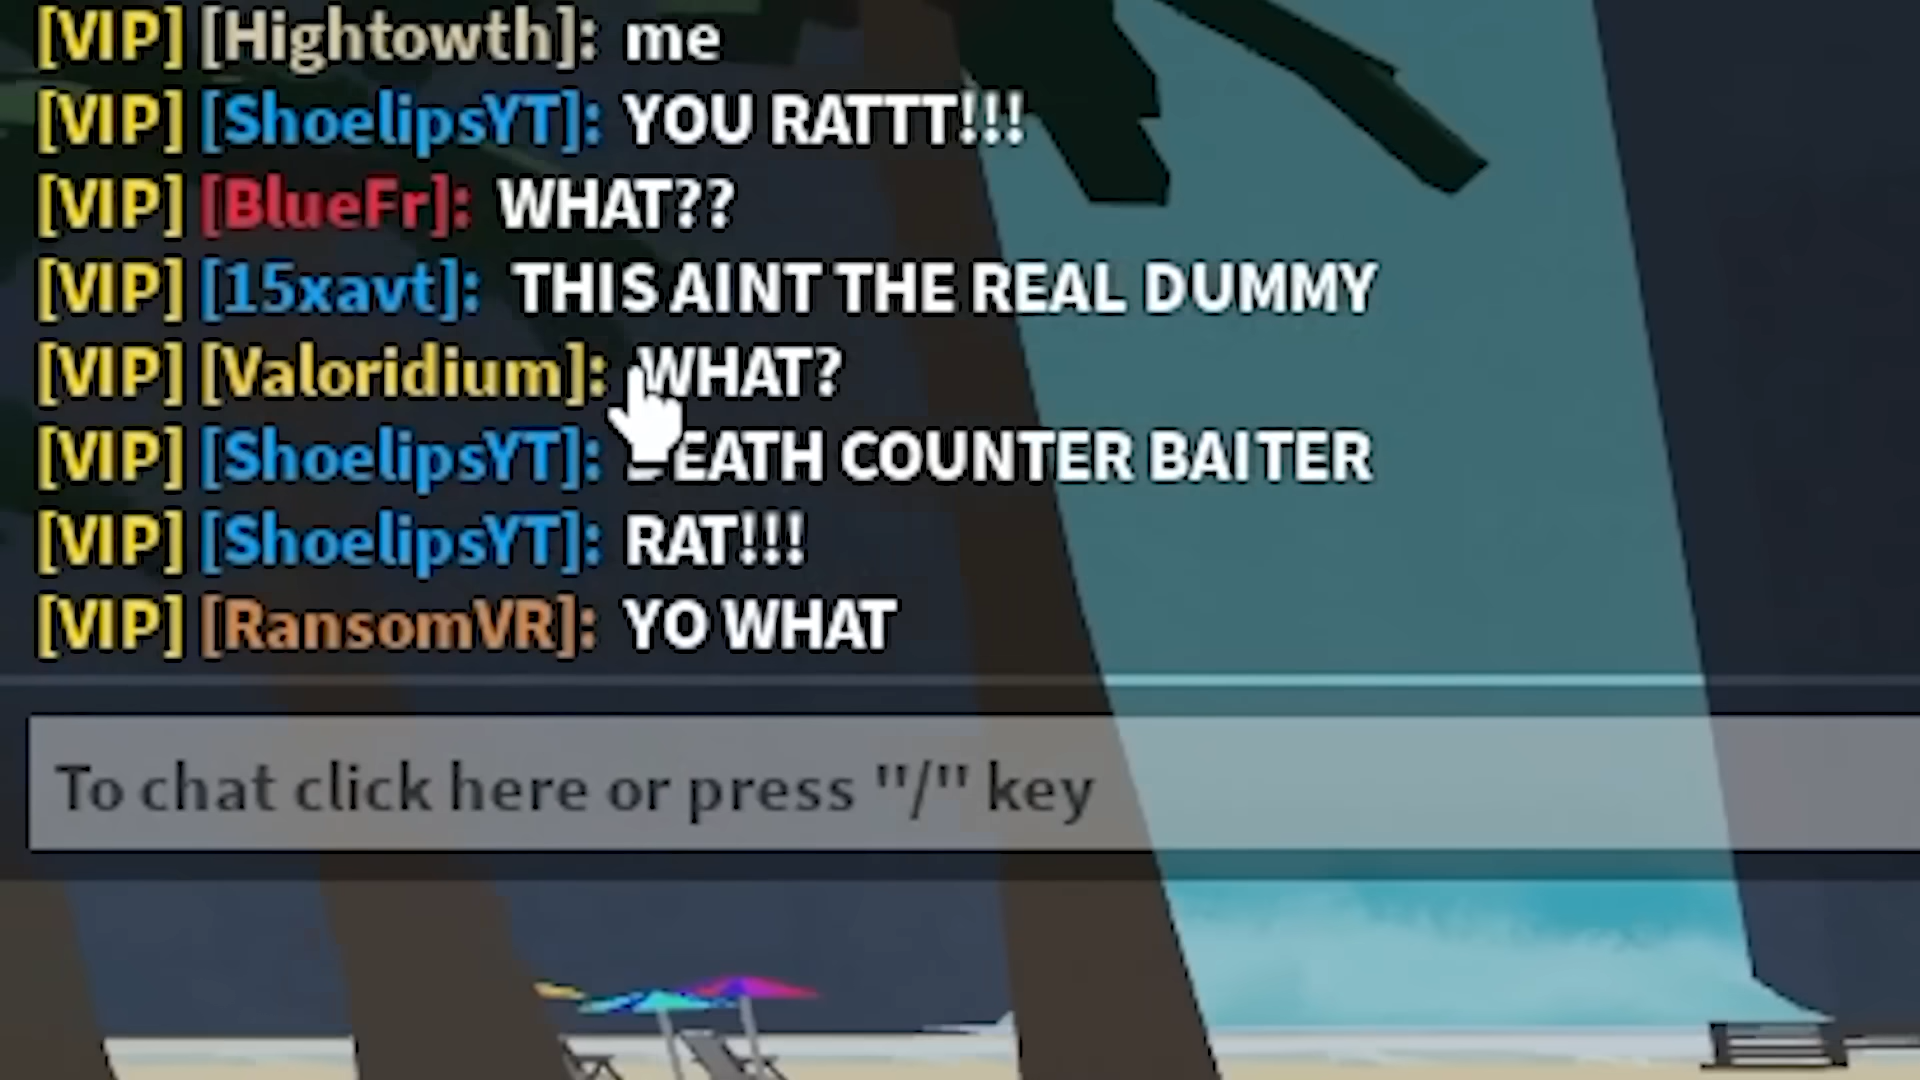 [VIP] [Hightowth]: me
[VIP] [ShoelipsYT]: YOU RATTT!!!
[VIP] [BlueFr]: WHAT??
[VIP] [15xavt]: THIS AINT THE REAL DUMMY
[VIP] [Valoridium]: WHAT?
[VIP] [ShoelipsYT]: DEATH COUNTER BAITER
[VIP] [ShoelipsYT]: RAT!!!
[VIP] [RansomVR]: YO WHAT
To chat click here or press "/" key